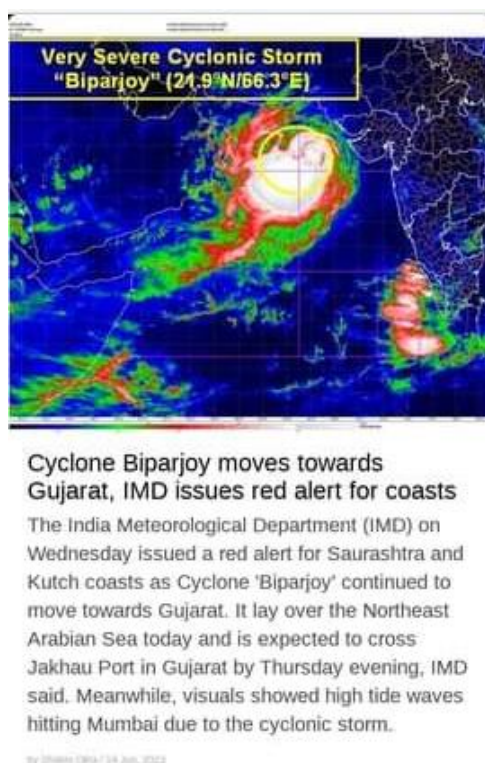 Very Severe Cyclonic Storm
“Biparjoy” (21.9°N/66.3°E)
Cyclone Biparjoy moves towards
Gujarat, IMD issues red alert for coasts
The India Meteorological Department (IMD) on
Wednesday issued a red alert for Saurashtra and
Kutch coasts as Cyclone 'Biparjoy' continued to
move towards Gujarat. It lay over the Northeast
Arabian Sea today and is expected to cross
Jakhau Port in Gujarat by Thursday evening, IMD
said. Meanwhile, visuals showed high tide waves
hitting Mumbai due to the cyclonic storm.